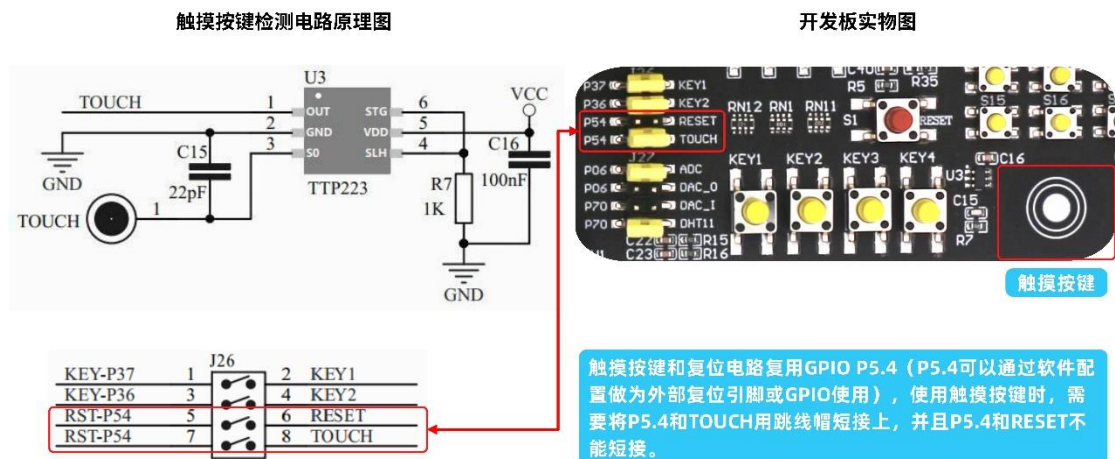 触摸按键检测电路原理图
开发板实物图
U3
TOUCH
1
OUT
STG
6
2
GND
VDD
5
3
S0
SLH
4
TTP223
VCC
GND
C15
22pF
C16
100nF
R7
1K
TOUCH
1
GND
J26
KEY-P37 1 2 KEY1
KEY-P36 3 4 KEY2
RST-P54 5 6 RESET
RST-P54 7 8 TOUCH
P37 KEY1
P36 KEY2
P54 RESET
P54 TOUCH
J27
P06 ADC
P06 DAC_O
P70 DAC_I
P70 DHT11
C22 R15
C23 R16
C40
R5
R35
RN12 RN1 RN11
S1
RESET
S15 S16
KEY1 KEY2 KEY3 KEY4
U3
C16
C15
R7
触摸按键
触摸按键和复位电路复用GPIO P5.4（P5.4可以通过软件配
置做为外部复位引脚或GPIO使用），使用触摸按键时，需
要将P5.4和TOUCH用跳线帽短接上，并且P5.4和RESET不
能短接。